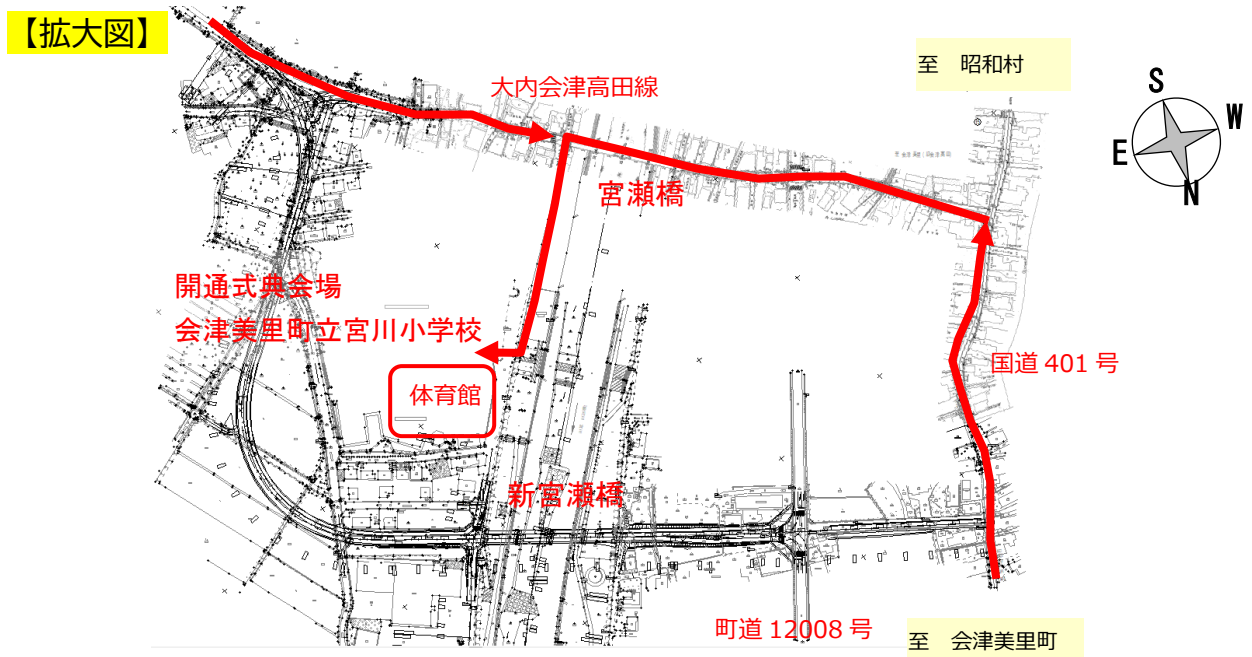 【拡大図】
至 昭和村
大内会津高田線
S
W
E
N
宮瀬橋
開通式典会場
会津美里町立宮川小学校
国道 401 号
体育館
新宮瀬橋
町道 12008 号
至 会津美里町